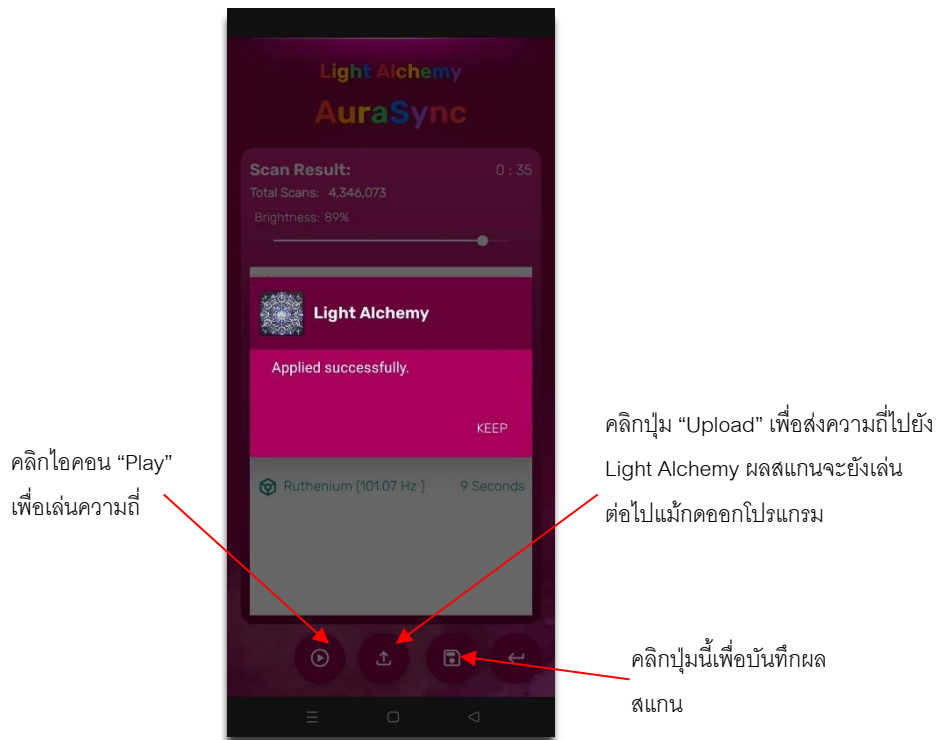 Light Alchemy
AuraSync
Scan Result:
0 : 35
Total Scans: 4,346,073
Brightness: 89%
Light Alchemy
Applied successfully.
KEEP
Ruthenium (101.07 Hz )
9 Seconds
คลิกไอคอน “Play”
เพื่อเล่นความถี่
คลิกปุ่ม “Upload” เพื่อส่งความถี่ไปยัง
Light Alchemy ผลสแกนจะยังเล่น
ต่อไปแม้กดออกโปรแกรม
คลิกปุ่มนี้เพื่อบันทึกผล
สแกน